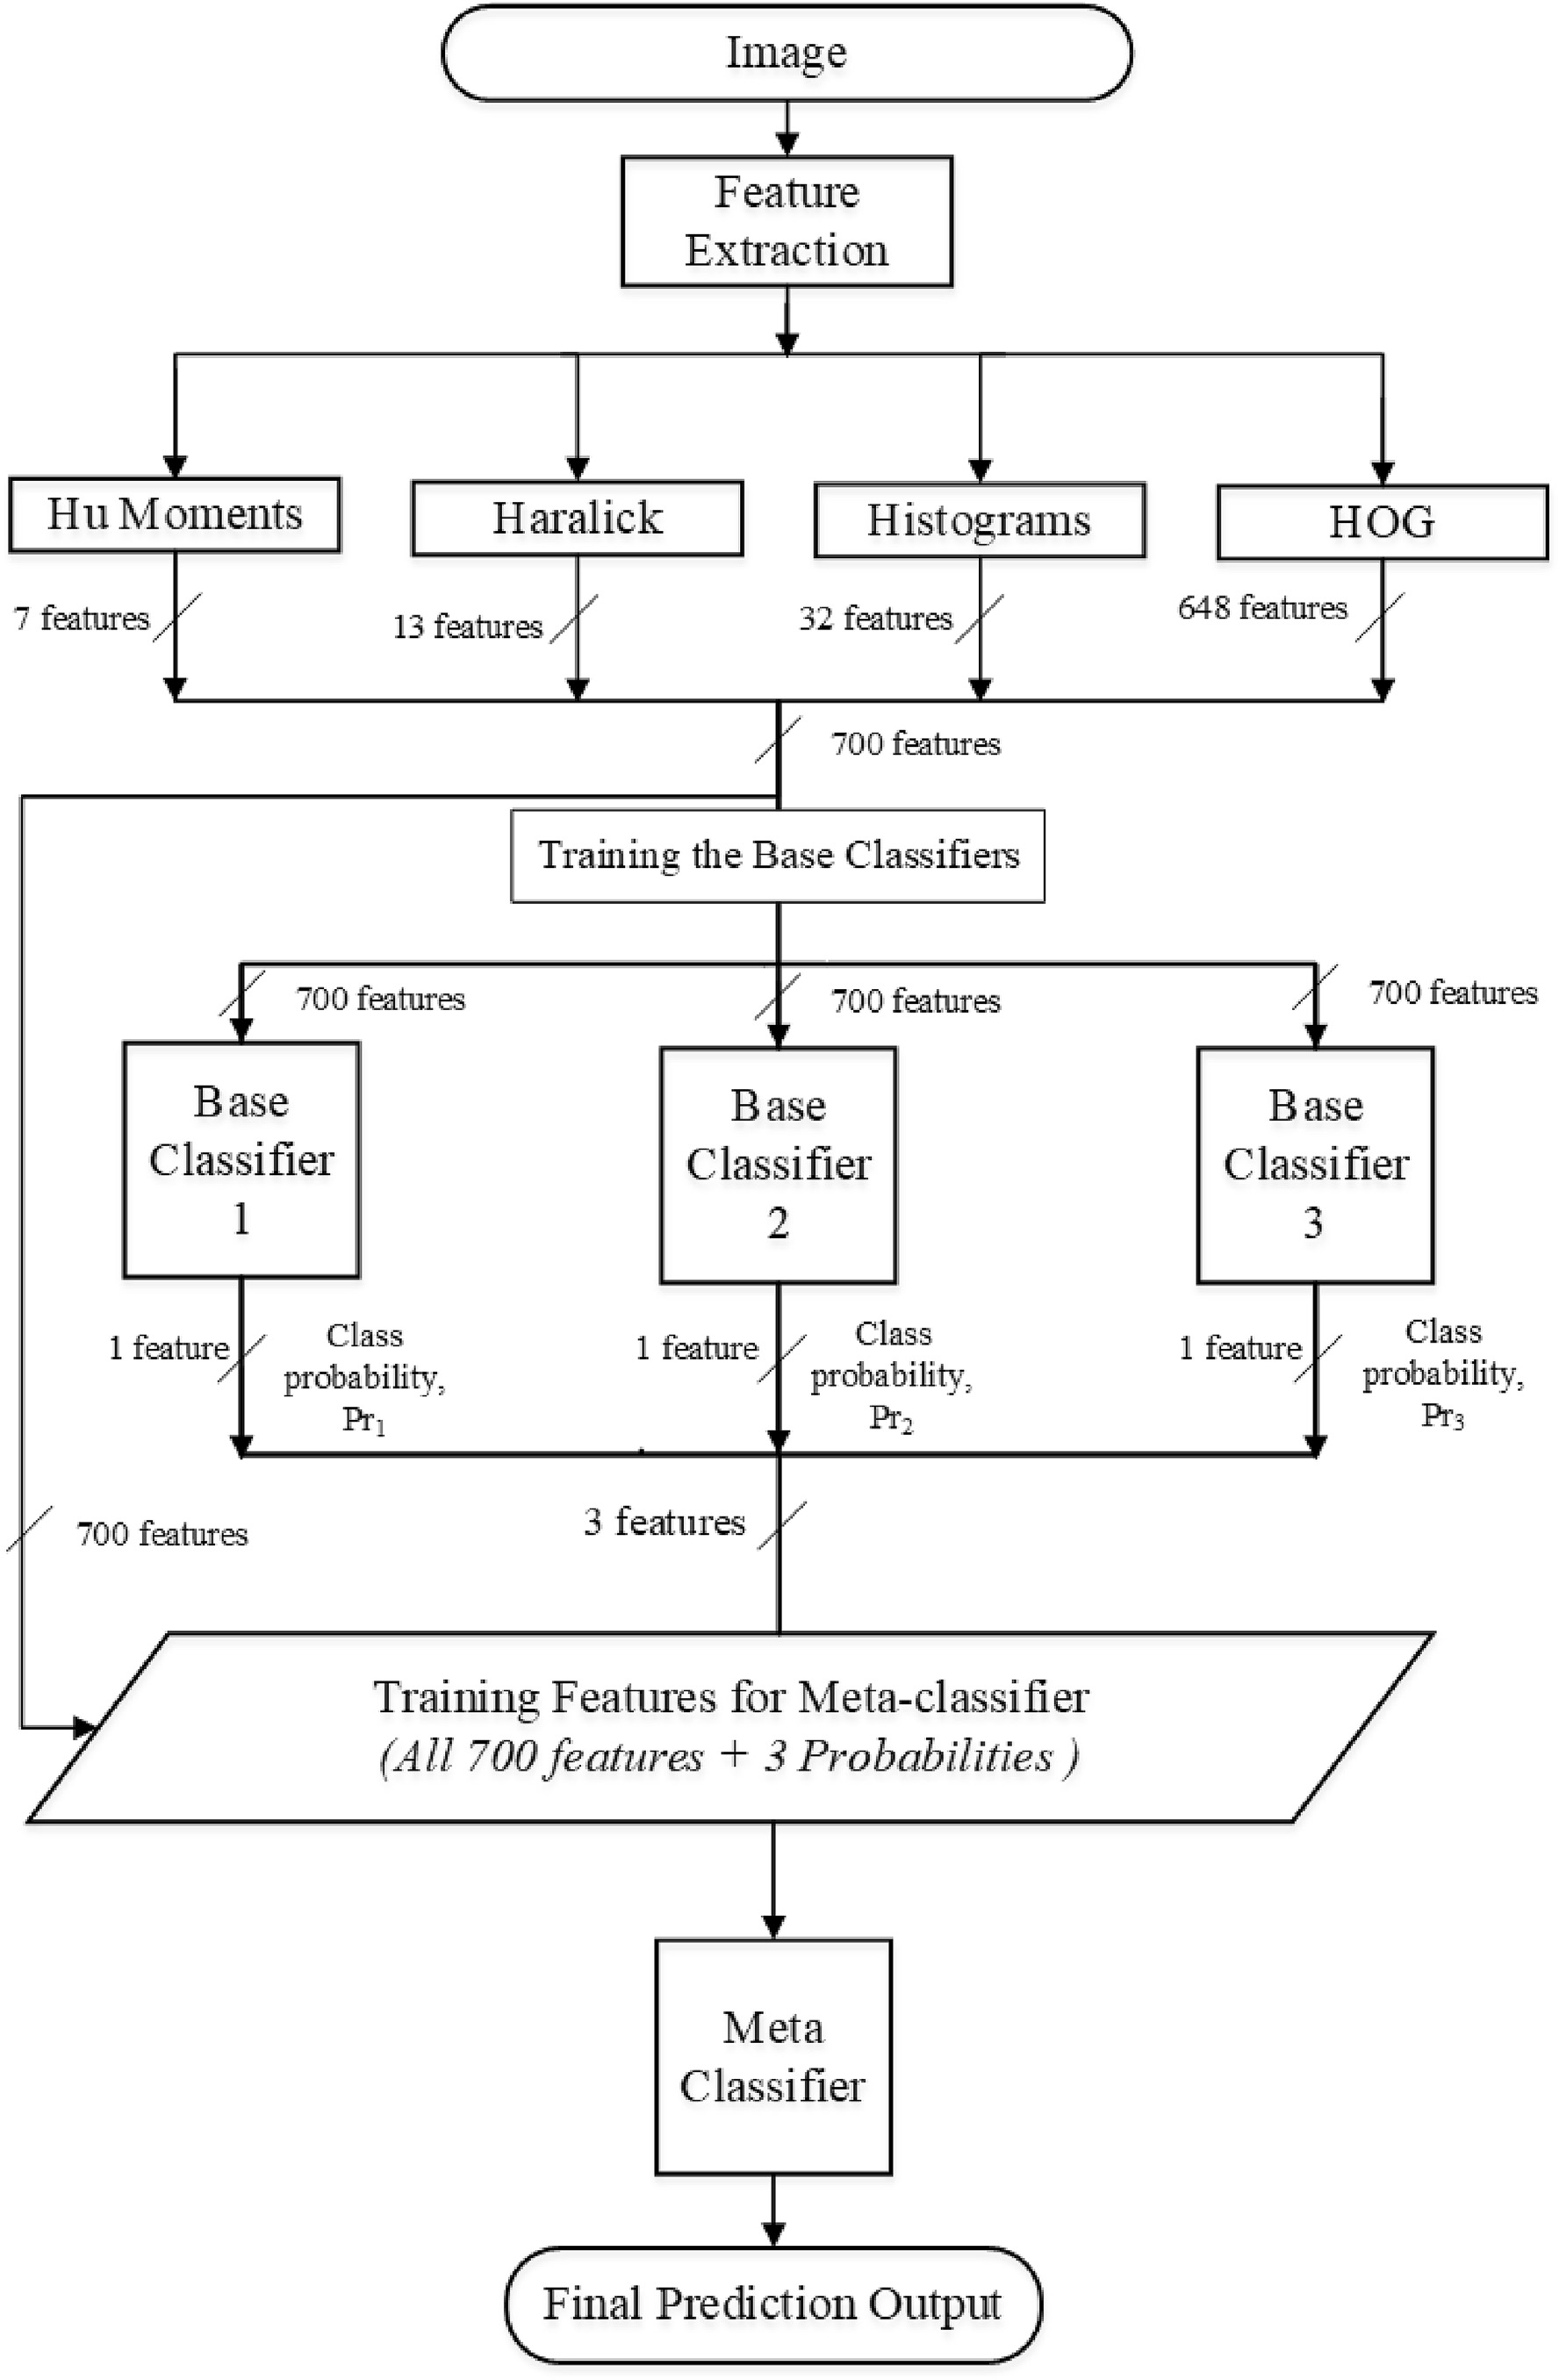 Image
Feature
Extraction
Hu Moments
Haralick
Histograms
HOG
7 features
13 features
32 features
648 features
700 features
Training the Base Classifiers
700 features
700 features
700 features
Base
Classifier
1
Base
Classifier
2
Base
Classifier
3
1 feature
Class
probability,
Pr₁
1 feature
Class
probability,
Pr₂
1 feature
Class
probability,
Pr₃
700 features
3 features
Training Features for Meta-classifier
(All 700 features + 3 Probabilities )
Meta
Classifier
Final Prediction Output